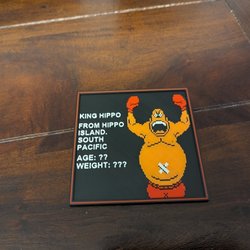 KING HIPPO
FROM HIPPO
ISLAND.
SOUTH
PACIFIC
AGE: ??
WEIGHT: ???